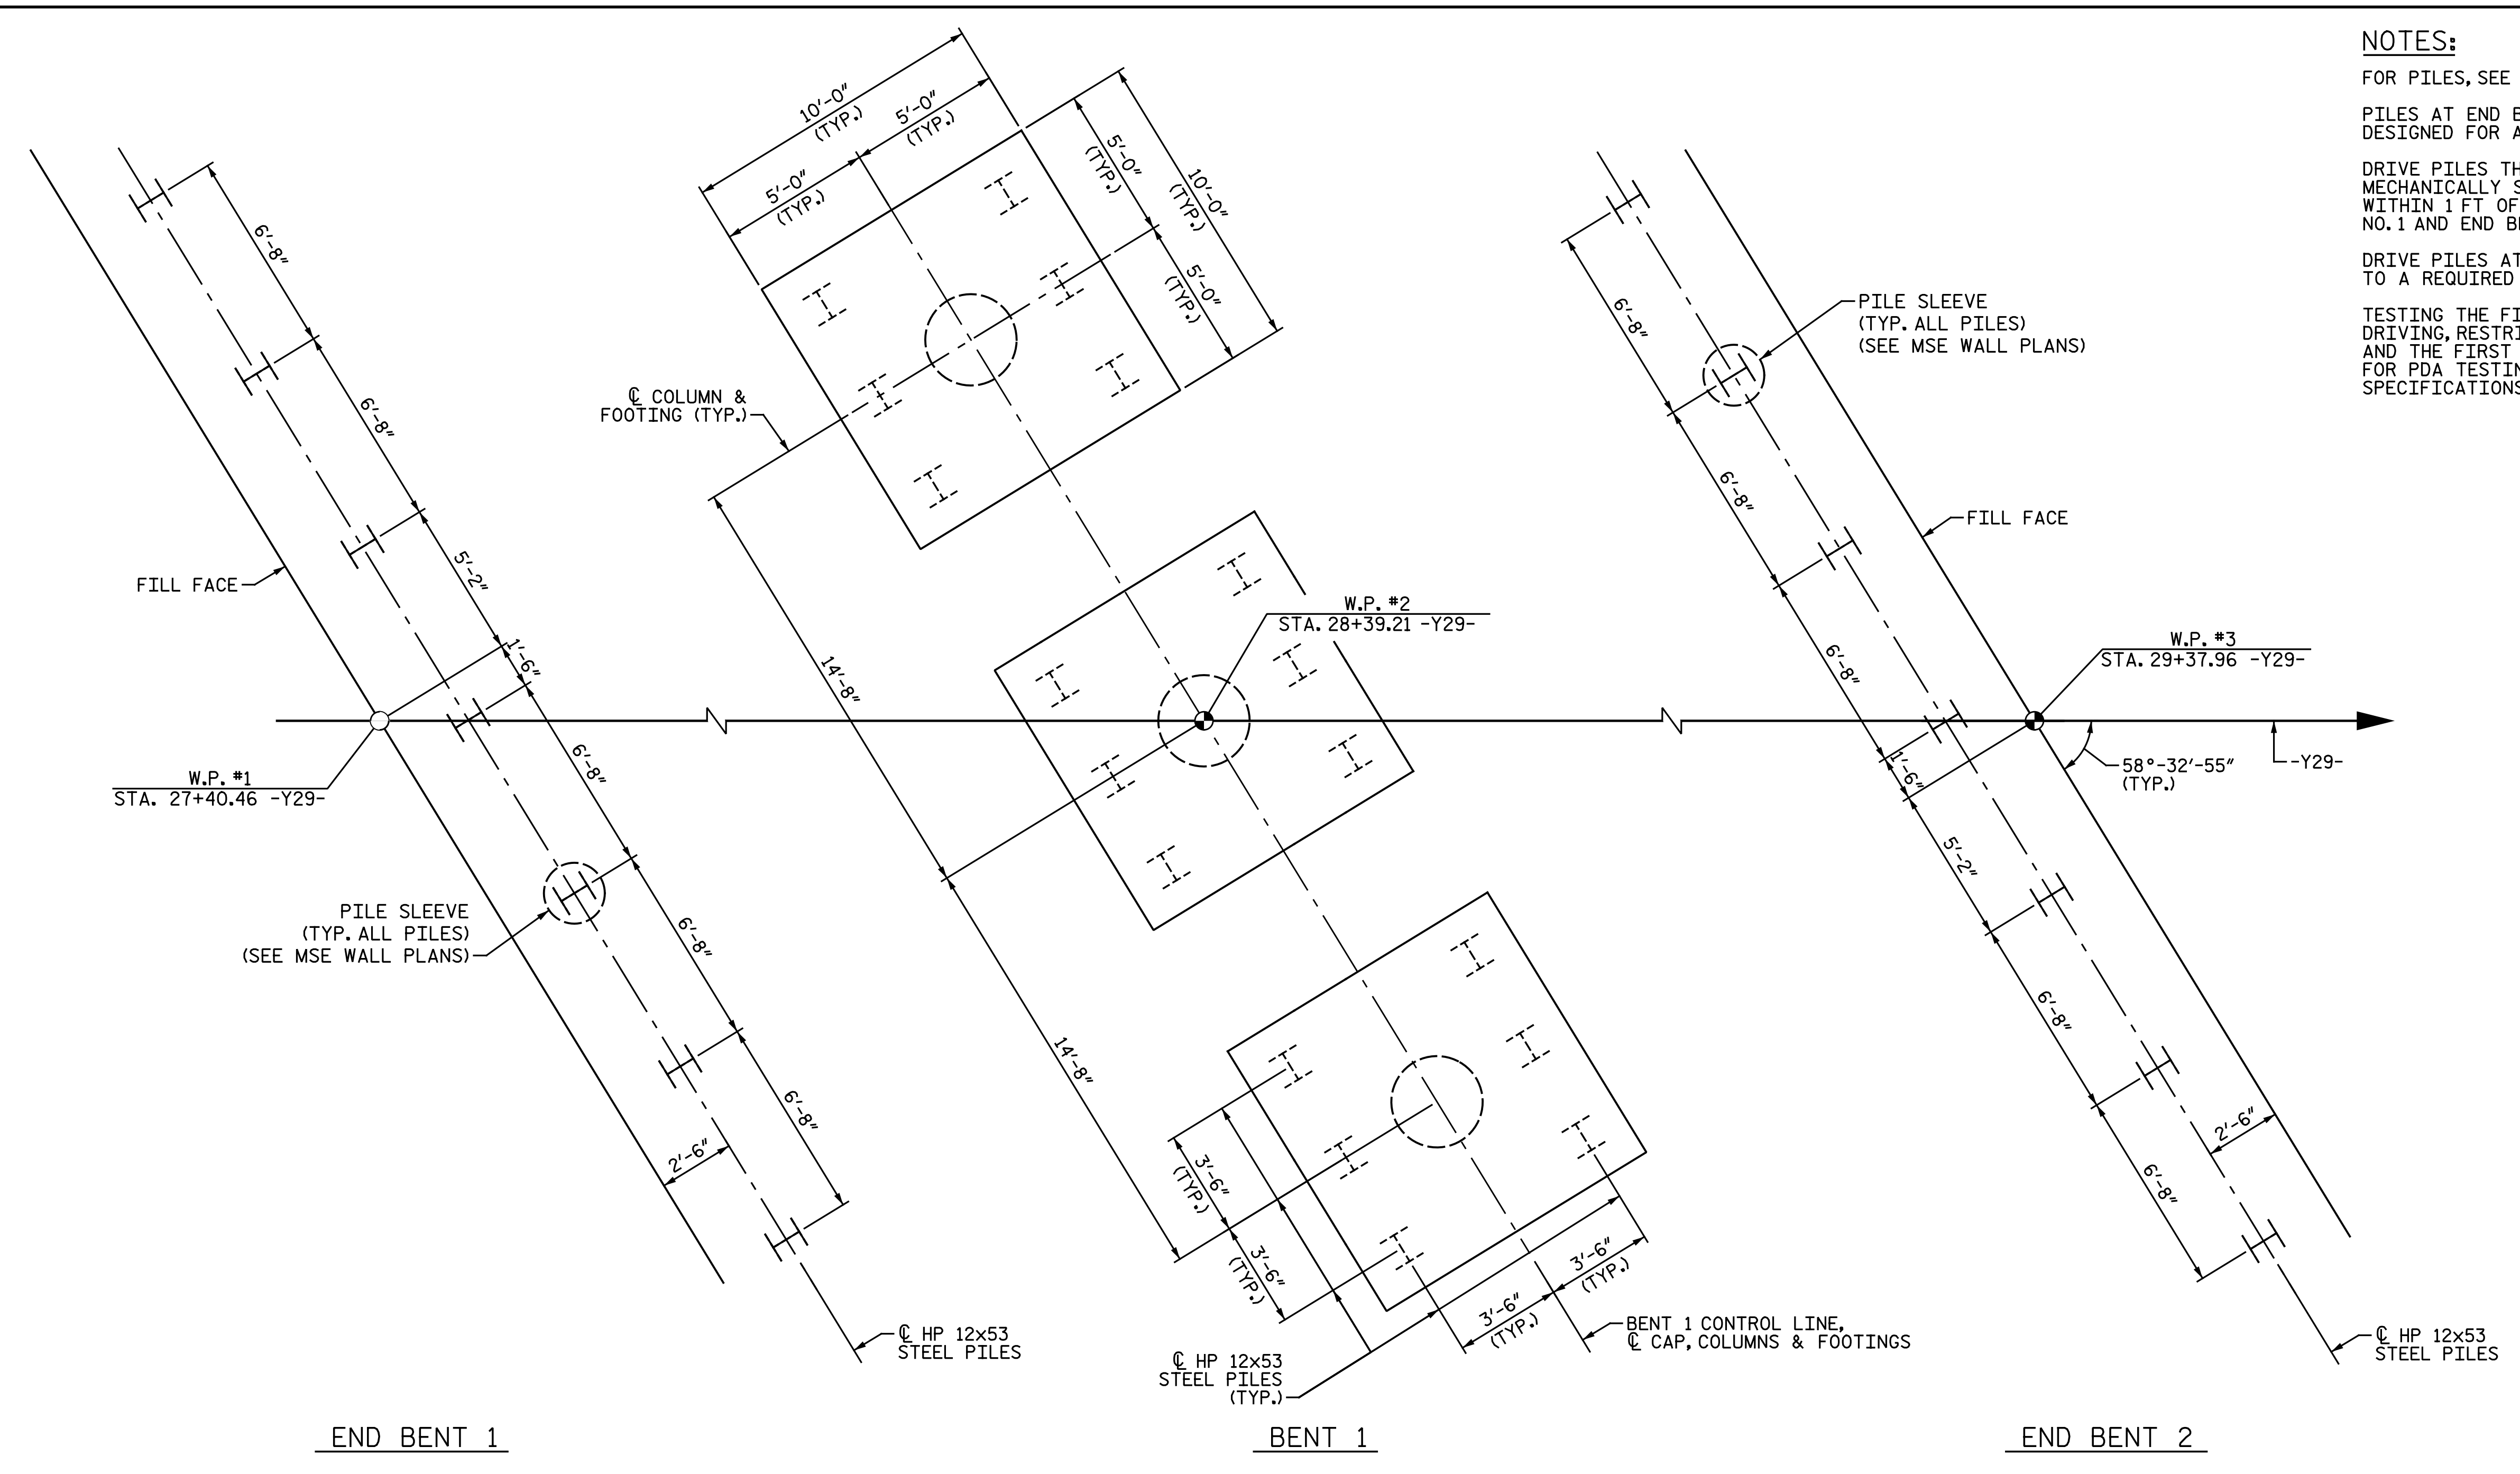 NOTES:
FOR PILES, SEE
PILES AT END
DESIGNED FOR
DRIVE PILES
MECHANICALLY
WITHIN 1 FT OF
NO. 1 AND END
DRIVE PILES
TO A REQUIRED
TESTING THE
DRIVING,
AND THE FIRST
FOR PDA
SPECIFICATIONS
6'-8"
6'-8"
5'-2"
1'-6"
6'-8"
6'-8"
6'-8"
2'-6"
FILL FACE
W.P. #1
STA. 27+40.46 -Y29-
PILE SLEEVE
(TYP. ALL PILES)
(SEE MSE WALL PLANS)
℄ HP 12x53
STEEL PILES
END BENT 1
10'-0"
(TYP.)
5'-0"
(TYP.)
5'-0"
(TYP.)
5'-0"
(TYP.)
10'-0"
(TYP.)
5'-0"
(TYP.)
℄ COLUMN &
FOOTING (TYP.)
14'-8"
14'-8"
W.P. #2
STA. 28+39.21 -Y29-
3'-6"
(TYP.)
3'-6"
(TYP.)
3'-6"
(TYP.)
3'-6"
(TYP.)
℄ HP 12x53
STEEL PILES
(TYP.)
BENT 1 CONTROL LINE,
℄ CAP, COLUMNS & FOOTINGS
BENT 1
PILE SLEEVE
(TYP. ALL PILES)
(SEE MSE WALL PLANS)
6'-8"
6'-8"
6'-8"
1'-6"
5'-2"
6'-8"
6'-8"
2'-6"
FILL FACE
W.P. #3
STA. 29+37.96 -Y29-
58°-32'-55"
(TYP.)
-Y29-
℄ HP 12x53
STEEL PILES
END BENT 2